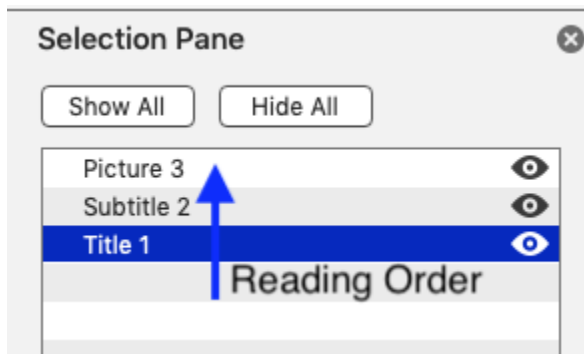 Selection Pane
Show All Hide All
Picture 3
Subtitle 2
Title 1
Reading Order